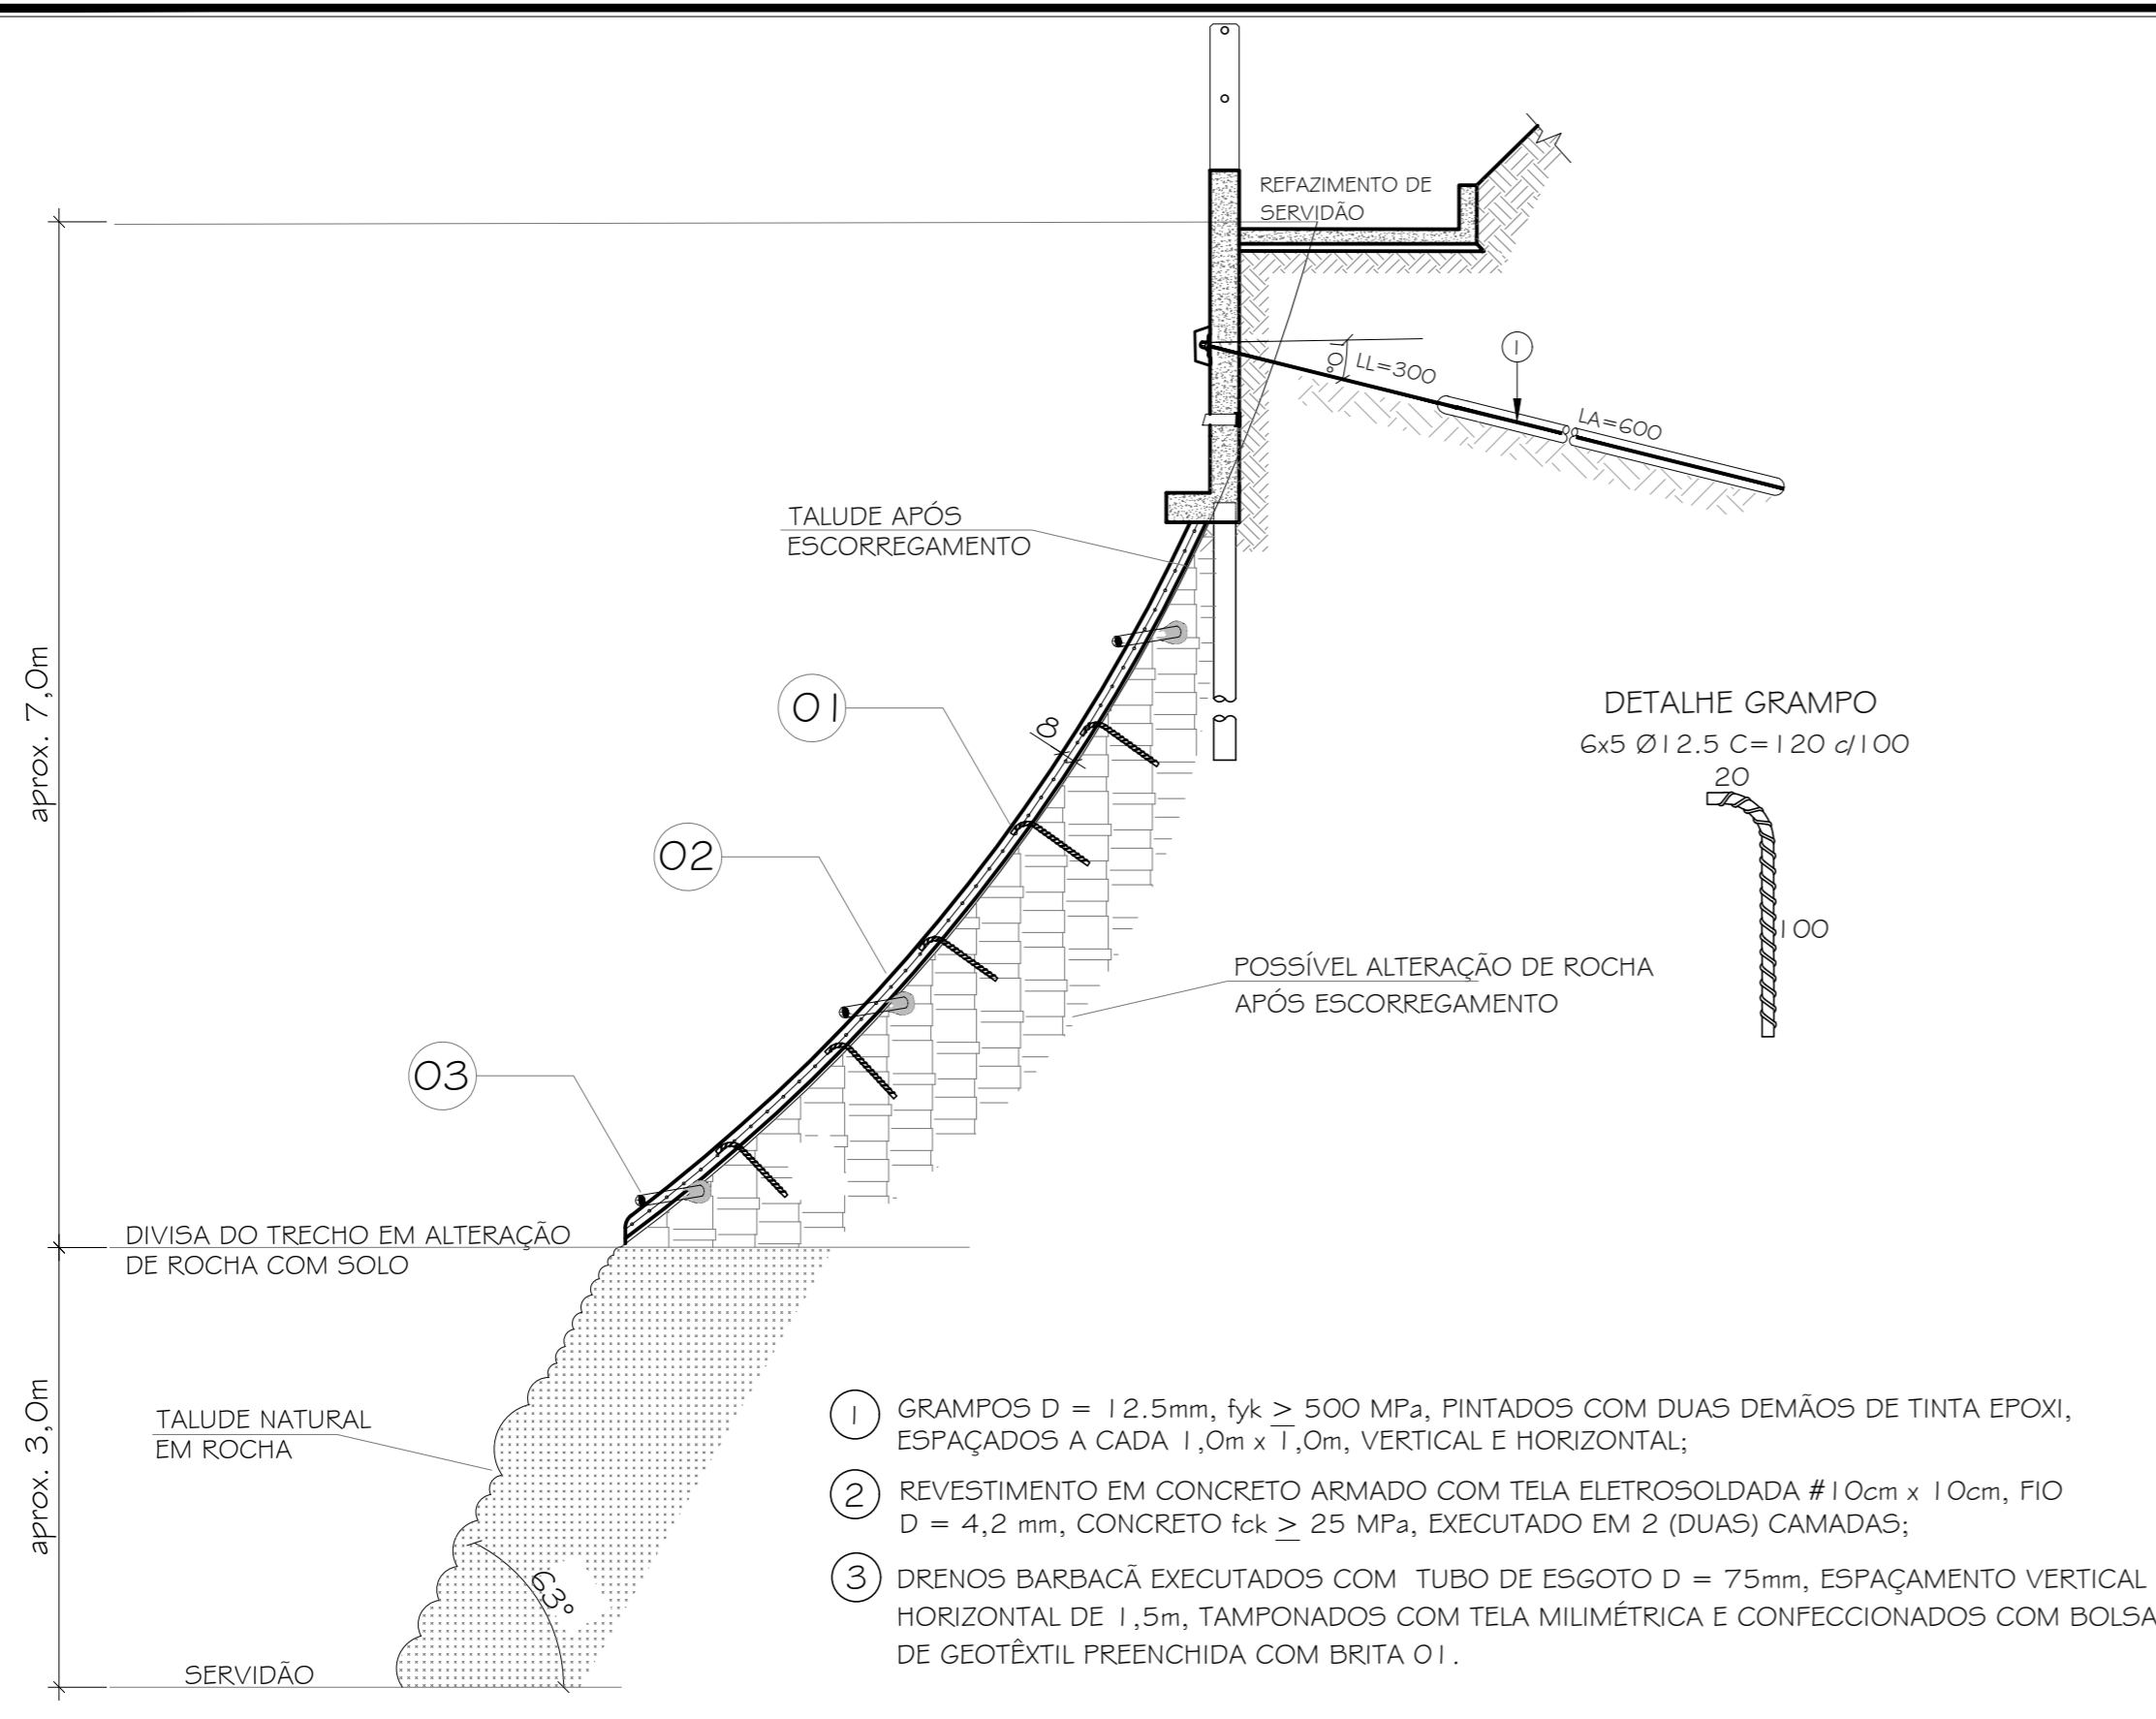 REFAZIMENTO DE
SERVIDÃO
10°
LL=300
1
LA=600
TALUDE APÓS
ESCORREGAMENTO
aprox. 7,0m
01
8
DETALHE GRAMPO
6x5 Ø12.5 C=120 c/100
20
100
02
POSSÍVEL ALTERAÇÃO DE ROCHA
APÓS ESCORREGAMENTO
03
DIVISA DO TRECHO EM ALTERAÇÃO
DE ROCHA COM SOLO
aprox. 3,0m
TALUDE NATURAL
EM ROCHA
63°
SERVIDÃO
1 GRAMPOS D = 12.5mm, fyk ≥ 500 MPa, PINTADOS COM DUAS DEMÃOS DE TINTA EPOXI,
ESPAÇADOS A CADA 1,0m x 1,0m, VERTICAL E HORIZONTAL;
2 REVESTIMENTO EM CONCRETO ARMADO COM TELA ELETROSOLDADA #10cm x 10cm, FIO
D = 4,2 mm, CONCRETO fck ≥ 25 MPa, EXECUTADO EM 2 (DUAS) CAMADAS;
3 DRENOS BARBACÃ EXECUTADOS COM TUBO DE ESGOTO D = 75mm, ESPAÇAMENTO VERTICAL
HORIZONTAL DE 1,5m, TAMPONADOS COM TELA MILIMÉTRICA E CONFECCIONADOS COM BOLSA
DE GEOTÊXTIL PREENCHIDA COM BRITA 01.